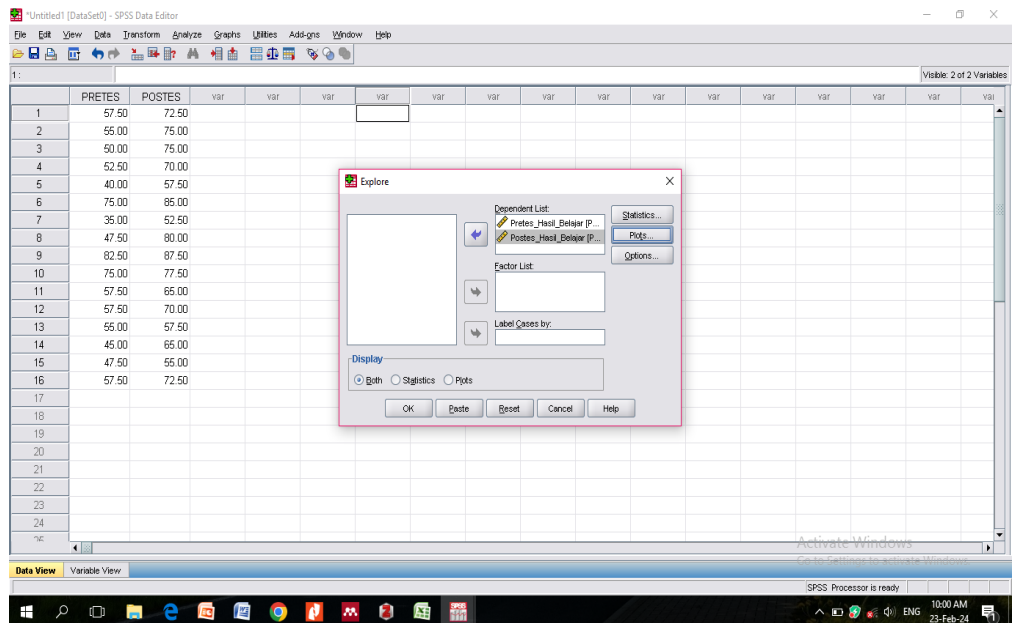 *Untitled1 [DataSet0] - SPSS Data Editor
File Edit View Data Transform Analyze Graphs Utilities Add-ons Window Help
1 : Visible: 2 of 2 Variables
PRETES POSTES var var var var var var var var var var var var var var var
1 57.50 72.50
2 55.00 75.00
3 50.00 75.00
4 52.50 70.00
5 40.00 57.50
6 75.00 85.00
7 35.00 52.50
8 47.50 80.00
9 82.50 87.50
10 75.00 77.50
11 57.50 65.00
12 57.50 70.00
13 55.00 57.50
14 45.00 65.00
15 47.50 55.00
16 57.50 72.50
17
18
19
20
21
22
23
24
Explore
Dependent List:
Pretes_Hasil_Belajar [P...
Postes_Hasil_Belajar [P...
Statistics...
Plots...
Options...
Factor List:
Label Cases by:
Display
Both Statistics Plots
OK Paste Reset Cancel Help
Activate Windows
Go to Settings to activate Windows.
Data View Variable View
SPSS Processor is ready
ENG 10:00 AM
23-Feb-24